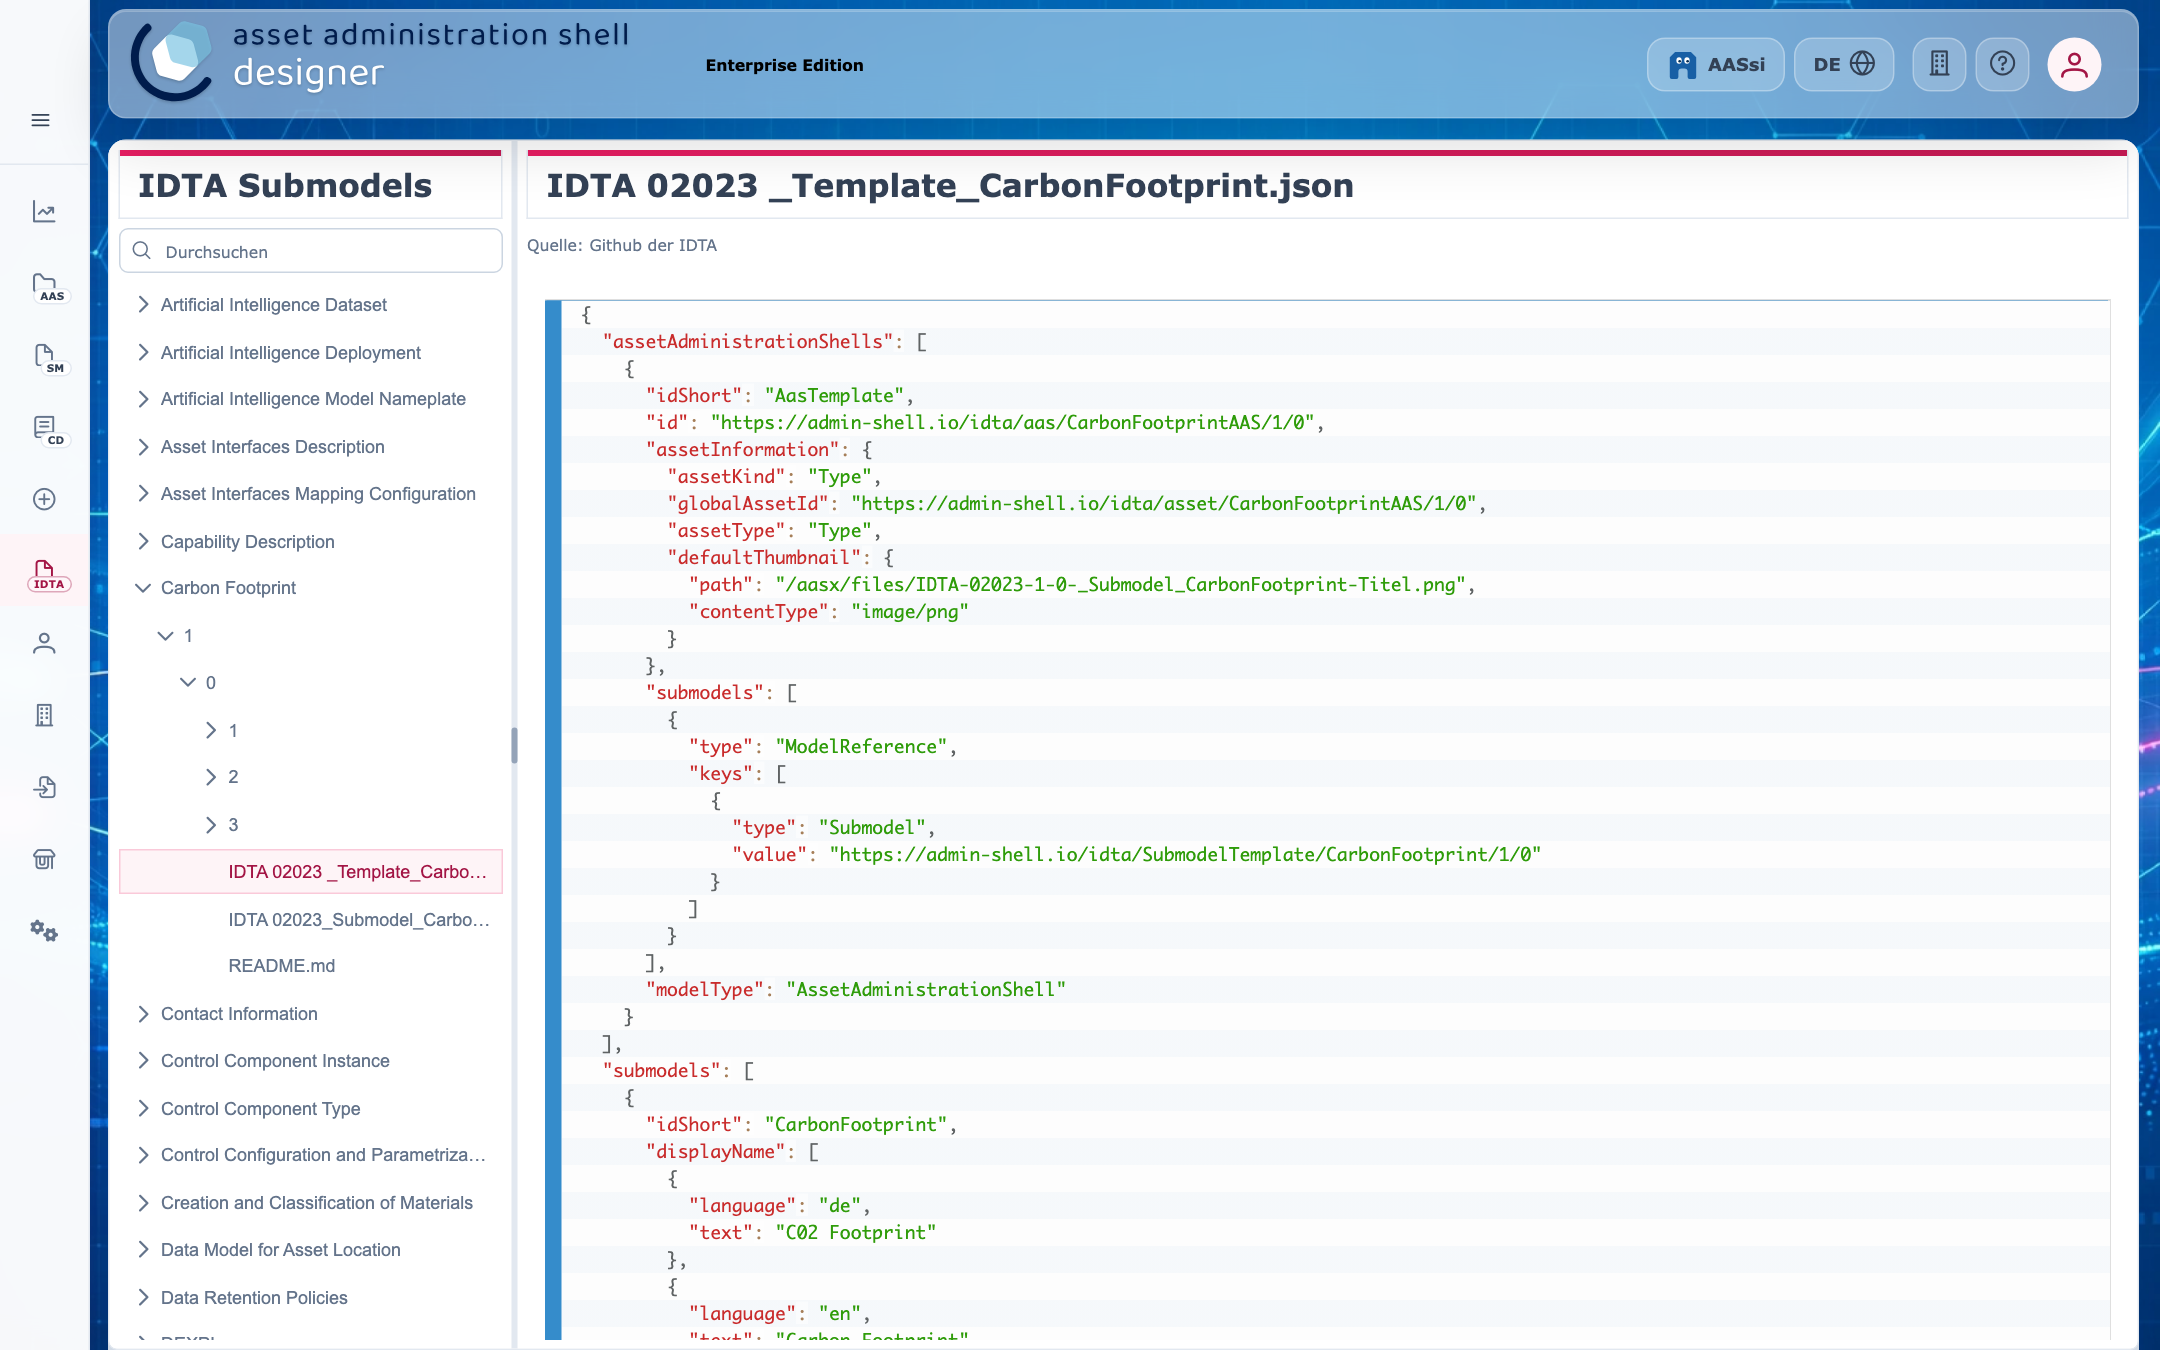 asset administration shell
designer
Enterprise Edition
AASsi
DE
AAS
SM
CD
IDTA
IDTA Submodels
Durchsuchen
Artificial Intelligence Dataset
Artificial Intelligence Deployment
Artificial Intelligence Model Nameplate
Asset Interfaces Description
Asset Interfaces Mapping Configuration
Capability Description
Carbon Footprint
1
0
1
2
3
IDTA 02023 _Template_Carbo...
IDTA 02023_Submodel_Carbo...
README.md
Contact Information
Control Component Instance
Control Component Type
Control Configuration and Parametriza...
Creation and Classification of Materials
Data Model for Asset Location
Data Retention Policies
IDTA 02023 _Template_CarbonFootprint.json
Quelle: Github der IDTA
{
"assetAdministrationShells": [
{
"idShort": "AasTemplate",
"id": "https://admin-shell.io/idta/aas/CarbonFootprintAAS/1/0",
"assetInformation": {
"assetKind": "Type",
"globalAssetId": "https://admin-shell.io/idta/asset/CarbonFootprintAAS/1/0",
"assetType": "Type",
"defaultThumbnail": {
"path": "/aasx/files/IDTA-02023-1-0-_Submodel_CarbonFootprint-Titel.png",
"contentType": "image/png"
}
},
"submodels": [
{
"type": "ModelReference",
"keys": [
{
"type": "Submodel",
"value": "https://admin-shell.io/idta/SubmodelTemplate/CarbonFootprint/1/0"
}
]
}
],
"modelType": "AssetAdministrationShell"
}
],
"submodels": [
{
"idShort": "CarbonFootprint",
"displayName": [
{
"language": "de",
"text": "CO2 Footprint"
},
{
"language": "en",
"text": "Carbon Footprint"